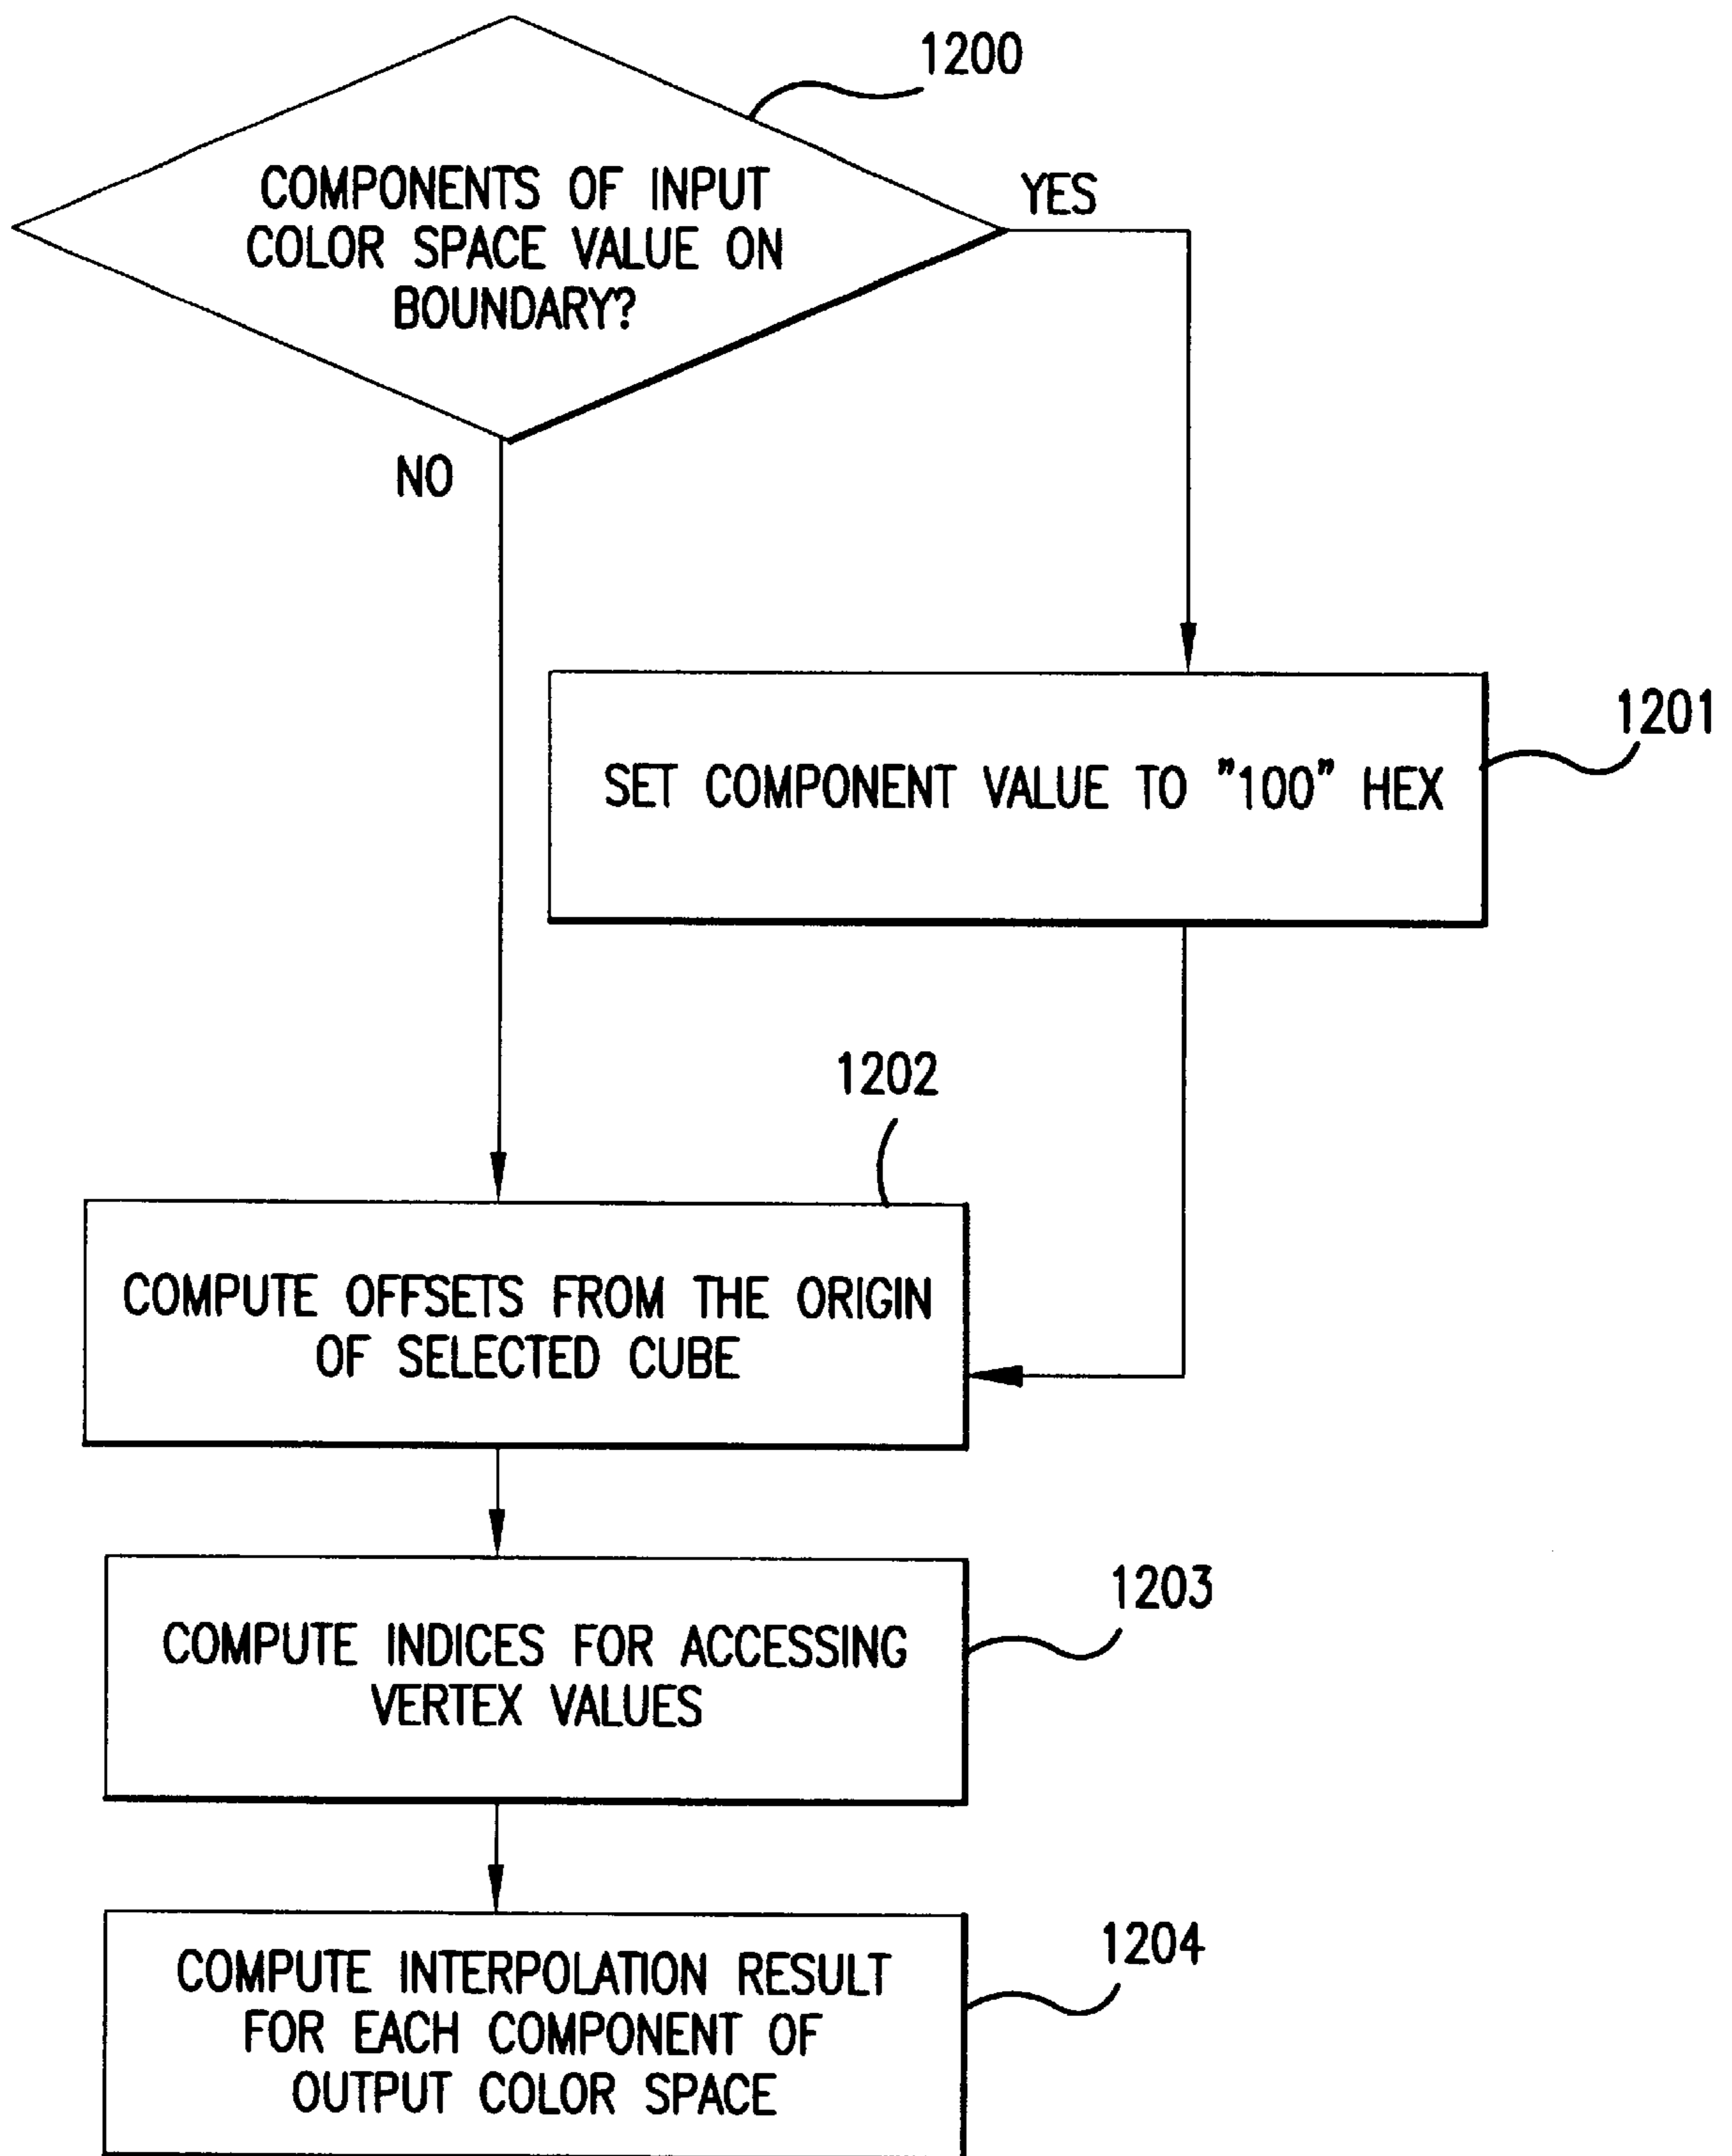 1200
COMPONENTS OF INPUT
COLOR SPACE VALUE ON
BOUNDARY?
YES
NO
1201
SET COMPONENT VALUE TO "100" HEX
1202
COMPUTE OFFSETS FROM THE ORIGIN
OF SELECTED CUBE
1203
COMPUTE INDICES FOR ACCESSING
VERTEX VALUES
1204
COMPUTE INTERPOLATION RESULT
FOR EACH COMPONENT OF
OUTPUT COLOR SPACE